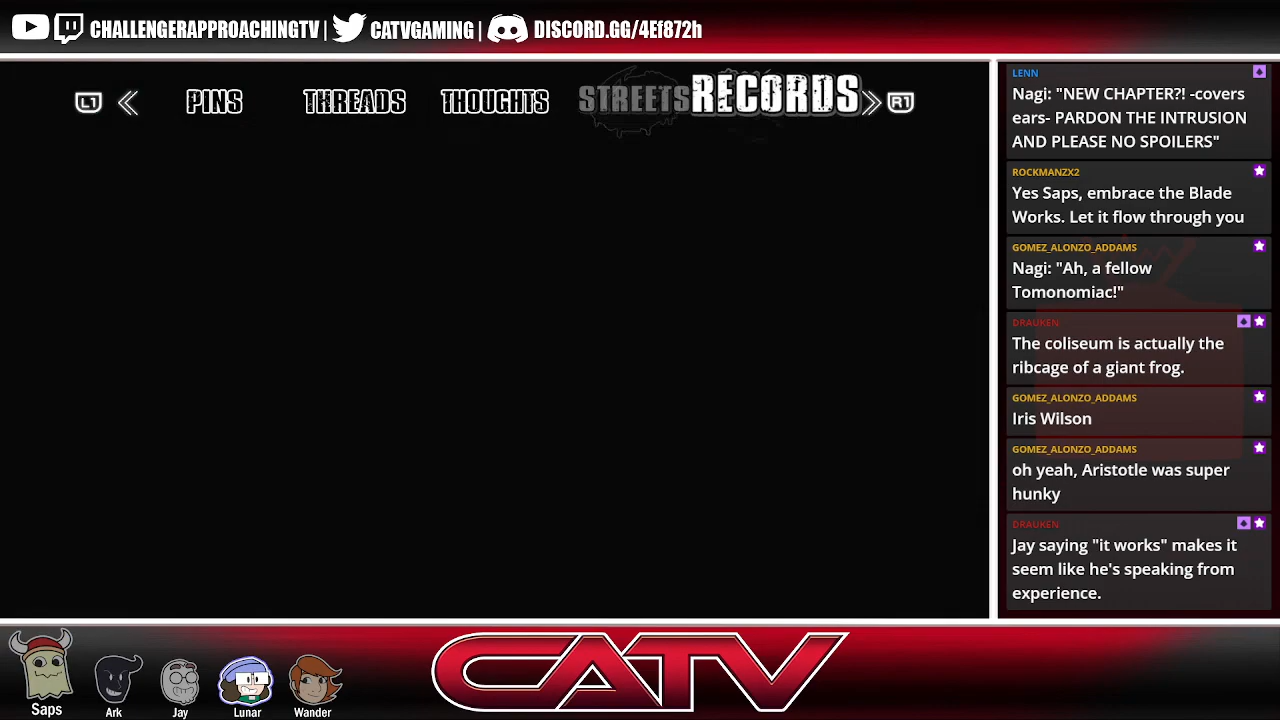 CHALLENGERAPPROACHINGTV | CATVGAMING | DISCORD.GG/4Ef872h
L1 PINS THREADS THOUGHTS STREETS RECORDS R1
LENN
Nagi: "NEW CHAPTER?! -covers
ears- PARDON THE INTRUSION
AND PLEASE NO SPOILERS"
ROCKMANZX2
Yes Saps, embrace the Blade
Works. Let it flow through you
GOMEZ_ALONZO_ADDAMS
Nagi: "Ah, a fellow
Tomonomiac!"
DRAUKEN
The coliseum is actually the
ribcage of a giant frog.
GOMEZ_ALONZO_ADDAMS
Iris Wilson
GOMEZ_ALONZO_ADDAMS
oh yeah, Aristotle was super
hunky
DRAUKEN
Jay saying "it works" makes it
seem like he's speaking from
experience.
Saps Ark Jay Lunar Wander
CATV